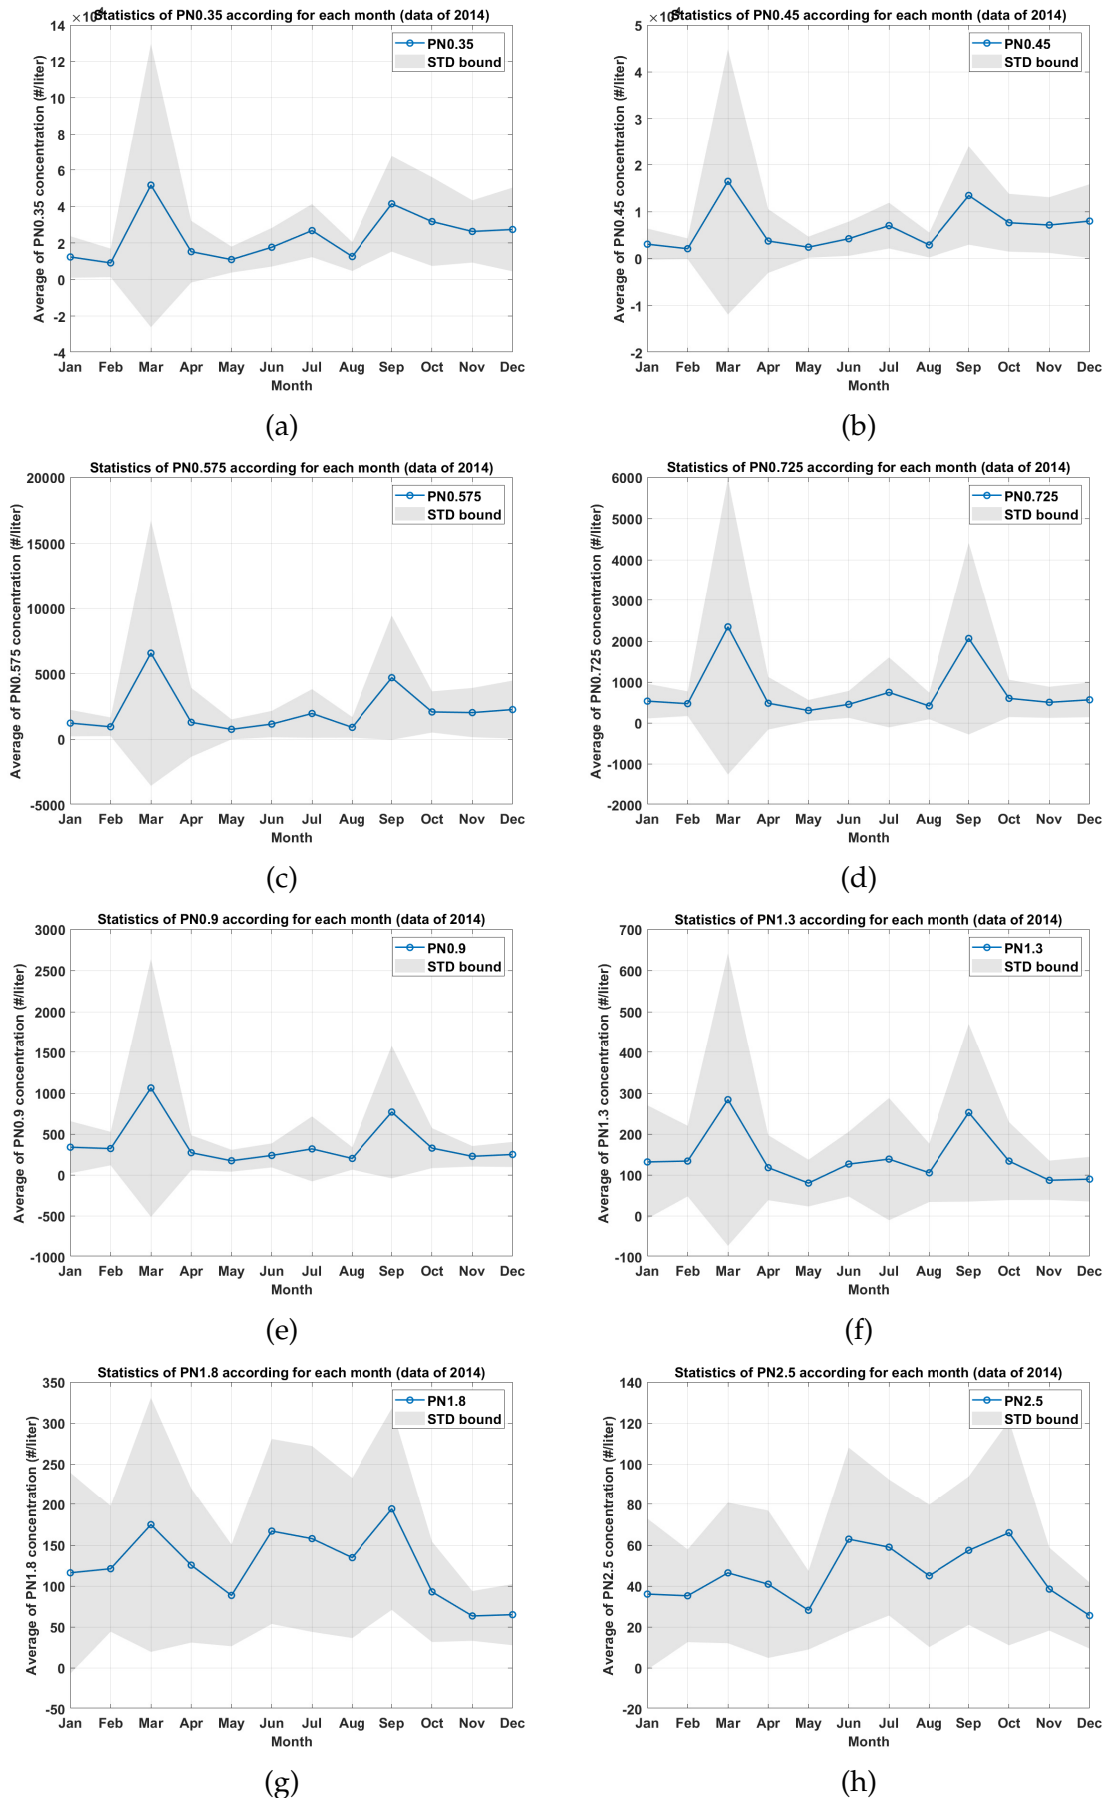 Statistics of PN0.35 according for each month (data of 2014)
×10⁴
PN0.35
STD bound
Average of PN0.35 concentration (#/liter)
14
12
10
8
6
4
2
0
-2
-4
Jan Feb Mar Apr May Jun Jul Aug Sep Oct Nov Dec
Month
(a)
Statistics of PN0.45 according for each month (data of 2014)
×10⁴
PN0.45
STD bound
Average of PN0.45 concentration (#/liter)
5
4
3
2
1
0
-1
-2
Jan Feb Mar Apr May Jun Jul Aug Sep Oct Nov Dec
Month
(b)
Statistics of PN0.575 according for each month (data of 2014)
PN0.575
STD bound
Average of PN0.575 concentration (#/liter)
20000
15000
10000
5000
0
-5000
Jan Feb Mar Apr May Jun Jul Aug Sep Oct Nov Dec
Month
(c)
Statistics of PN0.725 according for each month (data of 2014)
PN0.725
STD bound
Average of PN0.725 concentration (#/liter)
6000
5000
4000
3000
2000
1000
0
-1000
-2000
Jan Feb Mar Apr May Jun Jul Aug Sep Oct Nov Dec
Month
(d)
Statistics of PN0.9 according for each month (data of 2014)
PN0.9
STD bound
Average of PN0.9 concentration (#/liter)
3000
2500
2000
1500
1000
500
0
-500
-1000
Jan Feb Mar Apr May Jun Jul Aug Sep Oct Nov Dec
Month
(e)
Statistics of PN1.3 according for each month (data of 2014)
PN1.3
STD bound
Average of PN1.3 concentration (#/liter)
700
600
500
400
300
200
100
0
-100
Jan Feb Mar Apr May Jun Jul Aug Sep Oct Nov Dec
Month
(f)
Statistics of PN1.8 according for each month (data of 2014)
PN1.8
STD bound
Average of PN1.8 concentration (#/liter)
350
300
250
200
150
100
50
0
-50
Jan Feb Mar Apr May Jun Jul Aug Sep Oct Nov Dec
Month
(g)
Statistics of PN2.5 according for each month (data of 2014)
PN2.5
STD bound
Average of PN2.5 concentration (#/liter)
140
120
100
80
60
40
20
0
-20
Jan Feb Mar Apr May Jun Jul Aug Sep Oct Nov Dec
Month
(h)